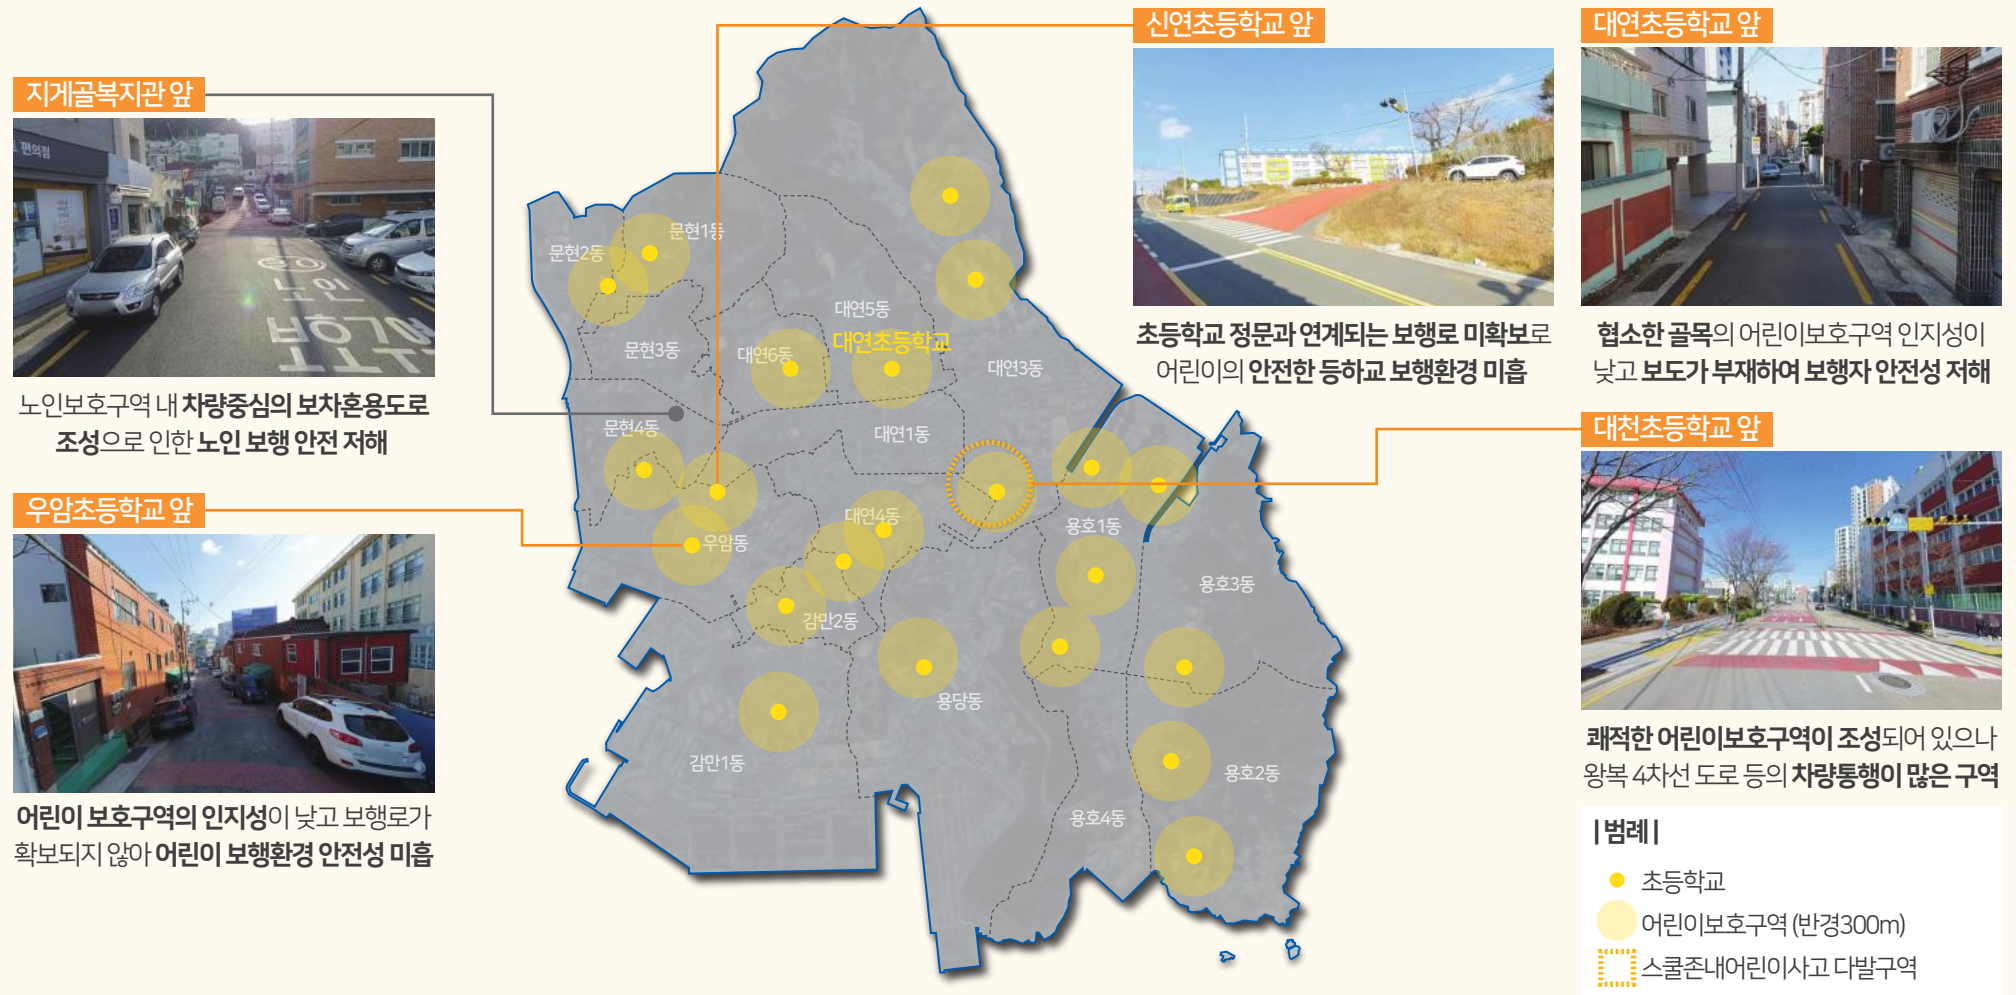 지게골복지관 앞
편의점
노인
보호구역
노인보호구역 내 차량중심의 보차혼용도로
조성으로 인한 노인 보행 안전 저해
우암초등학교 앞
어린이 보호구역의 인지성이 낮고 보행로가
확보되지 않아 어린이 보행환경 안전성 미흡
문현1동
문현2동
대연5동
대연초등학교
문현3동
대연6동
대연3동
문현4동
대연1동
대연4동
용호1동
우암동
용호3동
감만2동
용당동
감만1동
용호2동
용호4동
신연초등학교 앞
초등학교 정문과 연계되는 보행로 미확보로
어린이의 안전한 등하교 보행환경 미흡
대연초등학교 앞
협소한 골목의 어린이보호구역 인지성이
낮고 보도가 부재하여 보행자 안전성 저해
대천초등학교 앞
쾌적한 어린이보호구역이 조성되어 있으나
왕복 4차선 도로 등의 차량통행이 많은 구역
| 범례 |
초등학교
어린이보호구역 (반경300m)
스쿨존내어린이사고 다발구역